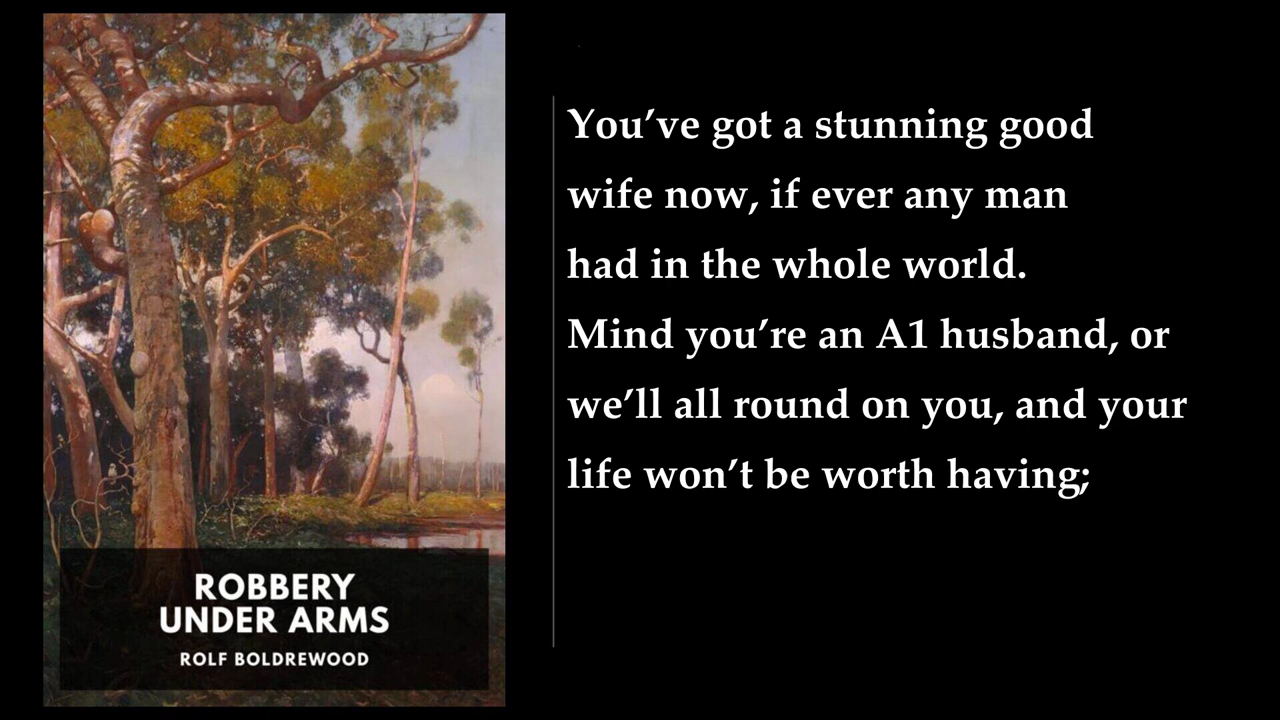 You’ve got a stunning good
wife now, if ever any man
had in the whole world.
Mind you’re an A1 husband, or
we’ll all round on you, and your
life won’t be worth having;
ROBBERY
UNDER ARMS
ROLF BOLDREWOOD